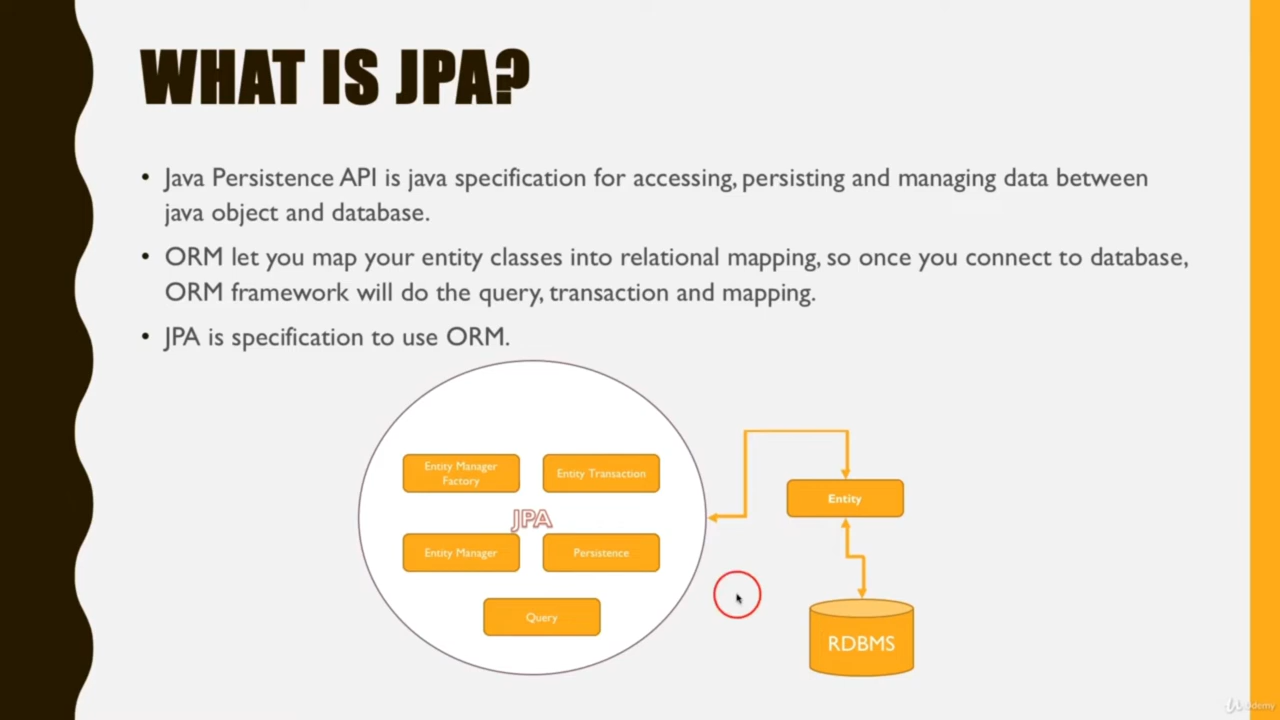 WHAT IS JPA?
• Java Persistence API is java specification for accessing, persisting and managing data between
java object and database.
• ORM let you map your entity classes into relational mapping, so once you connect to database,
ORM framework will do the query, transaction and mapping.
• JPA is specification to use ORM.
Entity Manager
Factory
Entity Transaction
JPA
Entity Manager
Persistence
Query
Entity
RDBMS
Udemy